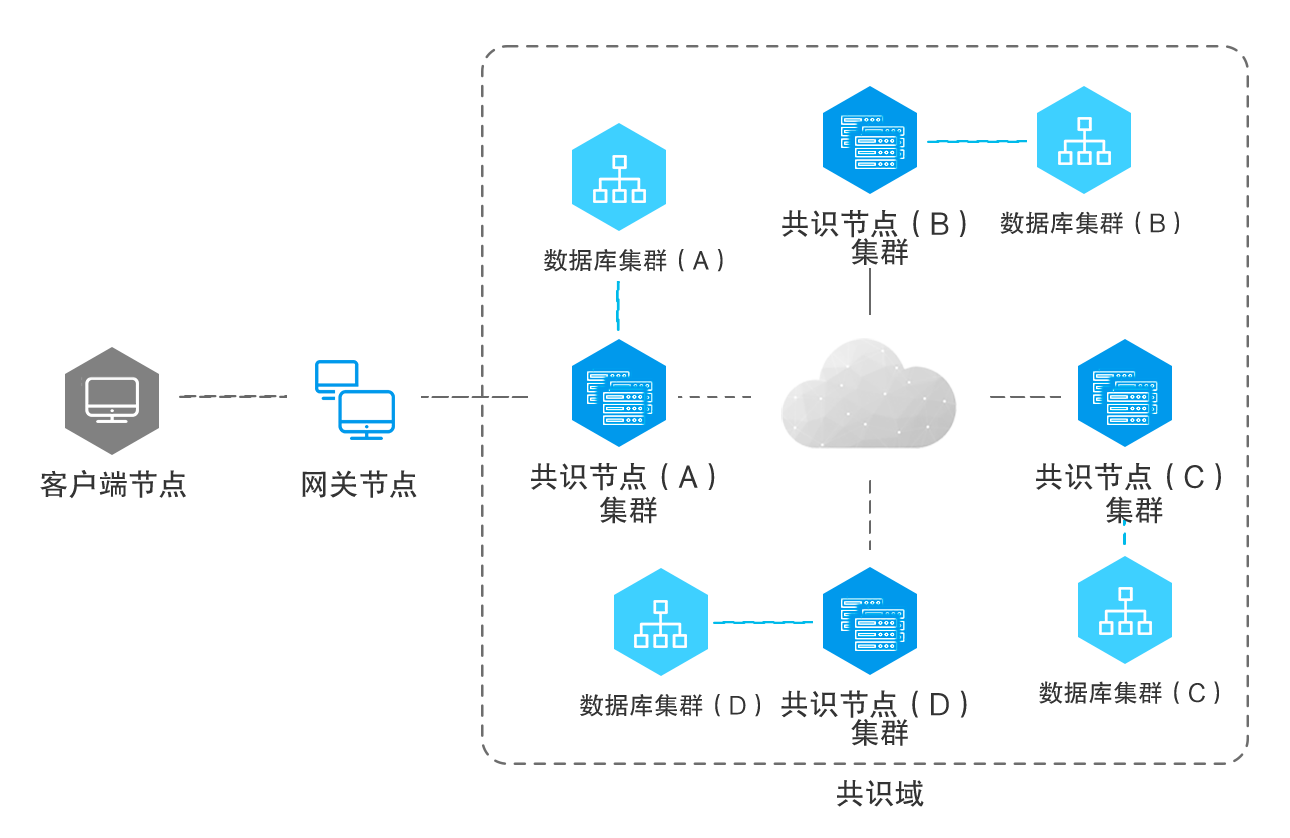 共识节点（B）
集群
数据库集群（B）
数据库集群（A）
客户端节点
网关节点
共识节点（A）
集群
共识节点（C）
集群
数据库集群（D）
共识节点（D）
集群
数据库集群（C）
共识域